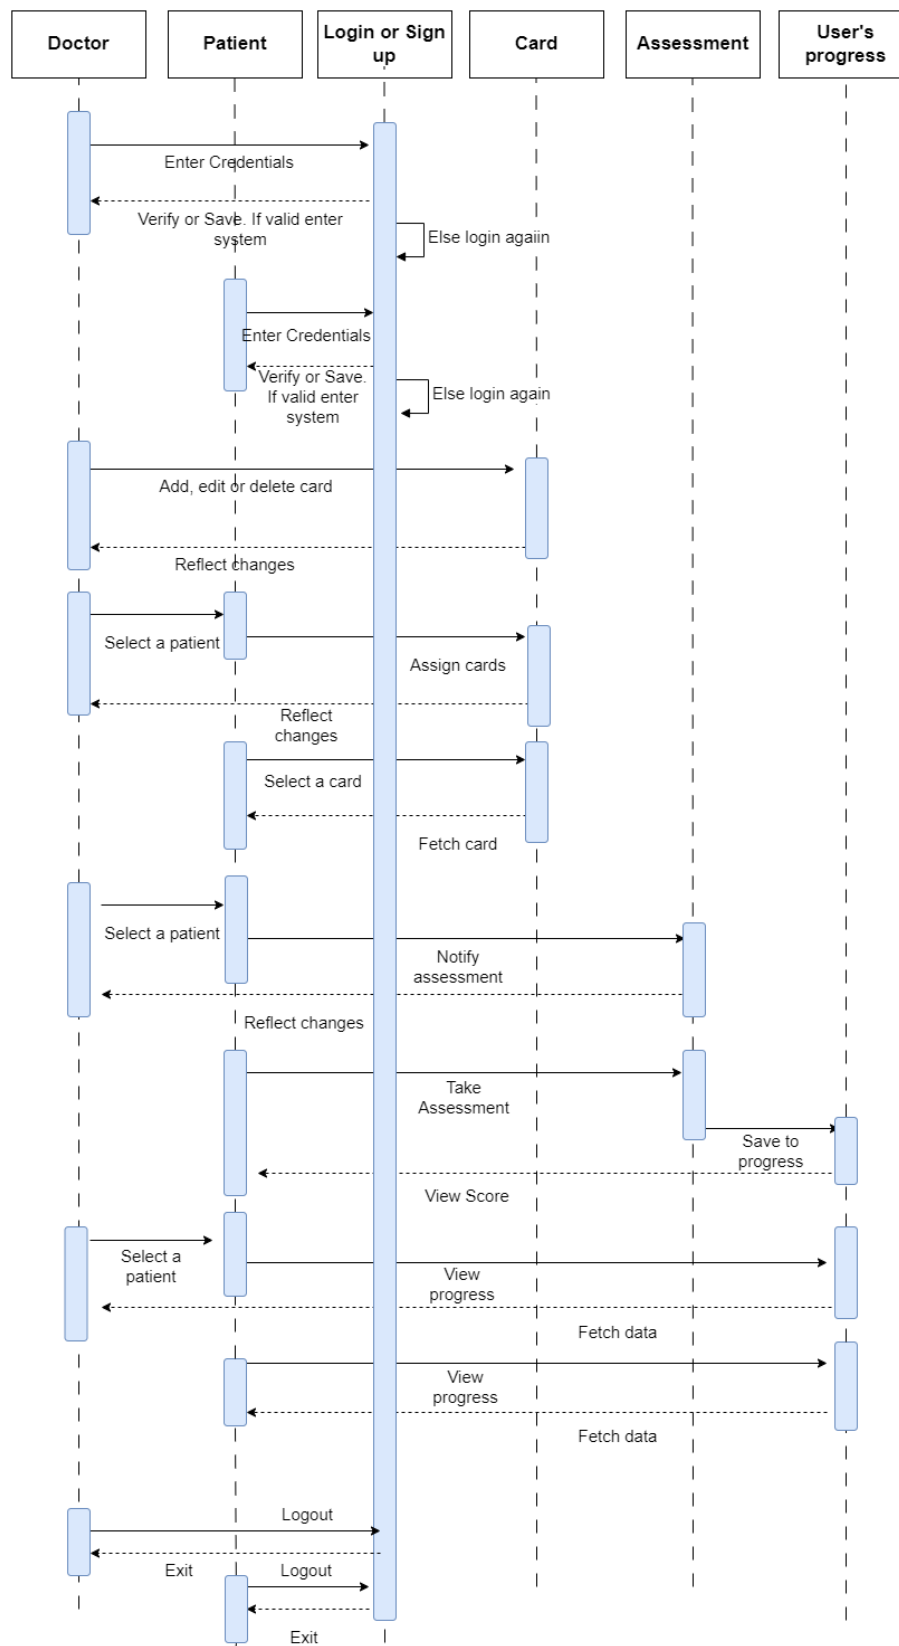 Doctor
Patient
Login or Sign
up
Card
Assessment
User's
progress
Enter Credentials
Verify or Save. If valid enter
system
Else login agaiin
Enter Credentials
Verify or Save.
If valid enter
system
Else login again
Add, edit or delete card
Reflect changes
Select a patient
Assign cards
Reflect
changes
Select a card
Fetch card
Select a patient
Notify
assessment
Reflect changes
Take
Assessment
Save to
progress
View Score
Select a
patient
View
progress
Fetch data
View
progress
Fetch data
Logout
Exit
Logout
Exit